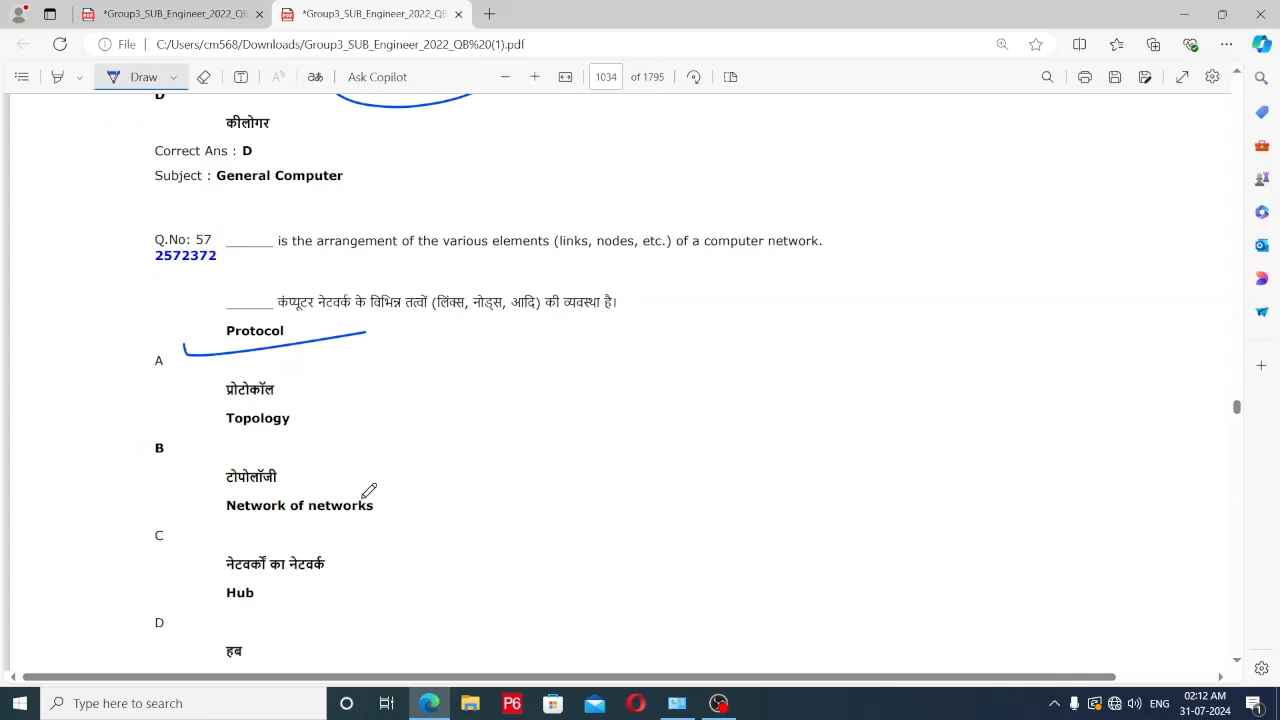 *Group3_SUB_Engineer_2022_QB
*Group3_SUB_Engineer_2022_QB
File C:/Users/cm568/Downloads/Group3_SUB_Engineer_2022_QB%20(1).pdf
Draw
Ask Copilot
1034 of 1795
D
कीलोगर
Correct Ans : D
Subject : General Computer
Q.No: 57 _______ is the arrangement of the various elements (links, nodes, etc.) of a computer network.
2572372
_______ कंप्यूटर नेटवर्क के विभिन्न तत्वों (लिंक्स, नोड्स, आदि) की व्यवस्था है।
Protocol
A
प्रोटोकॉल
Topology
B
टोपोलॉजी
Network of networks
C
नेटवर्कों का नेटवर्क
Hub
D
हब
Type here to search
P6
ENG
02:12 AM
31-07-2024